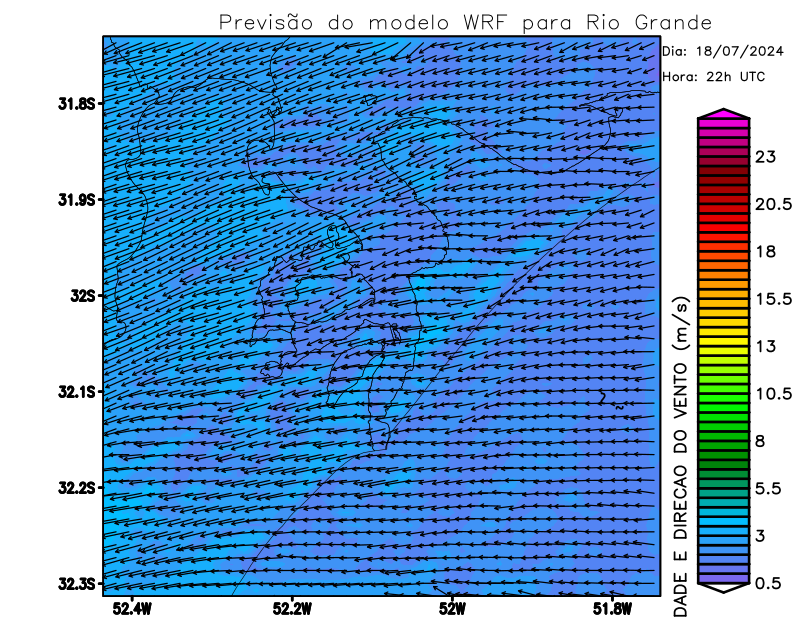 Previsão do modelo WRF para Rio Grande
Dia: 18/07/2024
Hora: 22h UTC
31.8S
31.9S
32S
32.1S
32.2S
32.3S
52.4W
52.2W
52W
51.8W
DADE E DIRECAO DO VENTO (m/s)
23
20.5
18
15.5
13
10.5
8
5.5
3
0.5